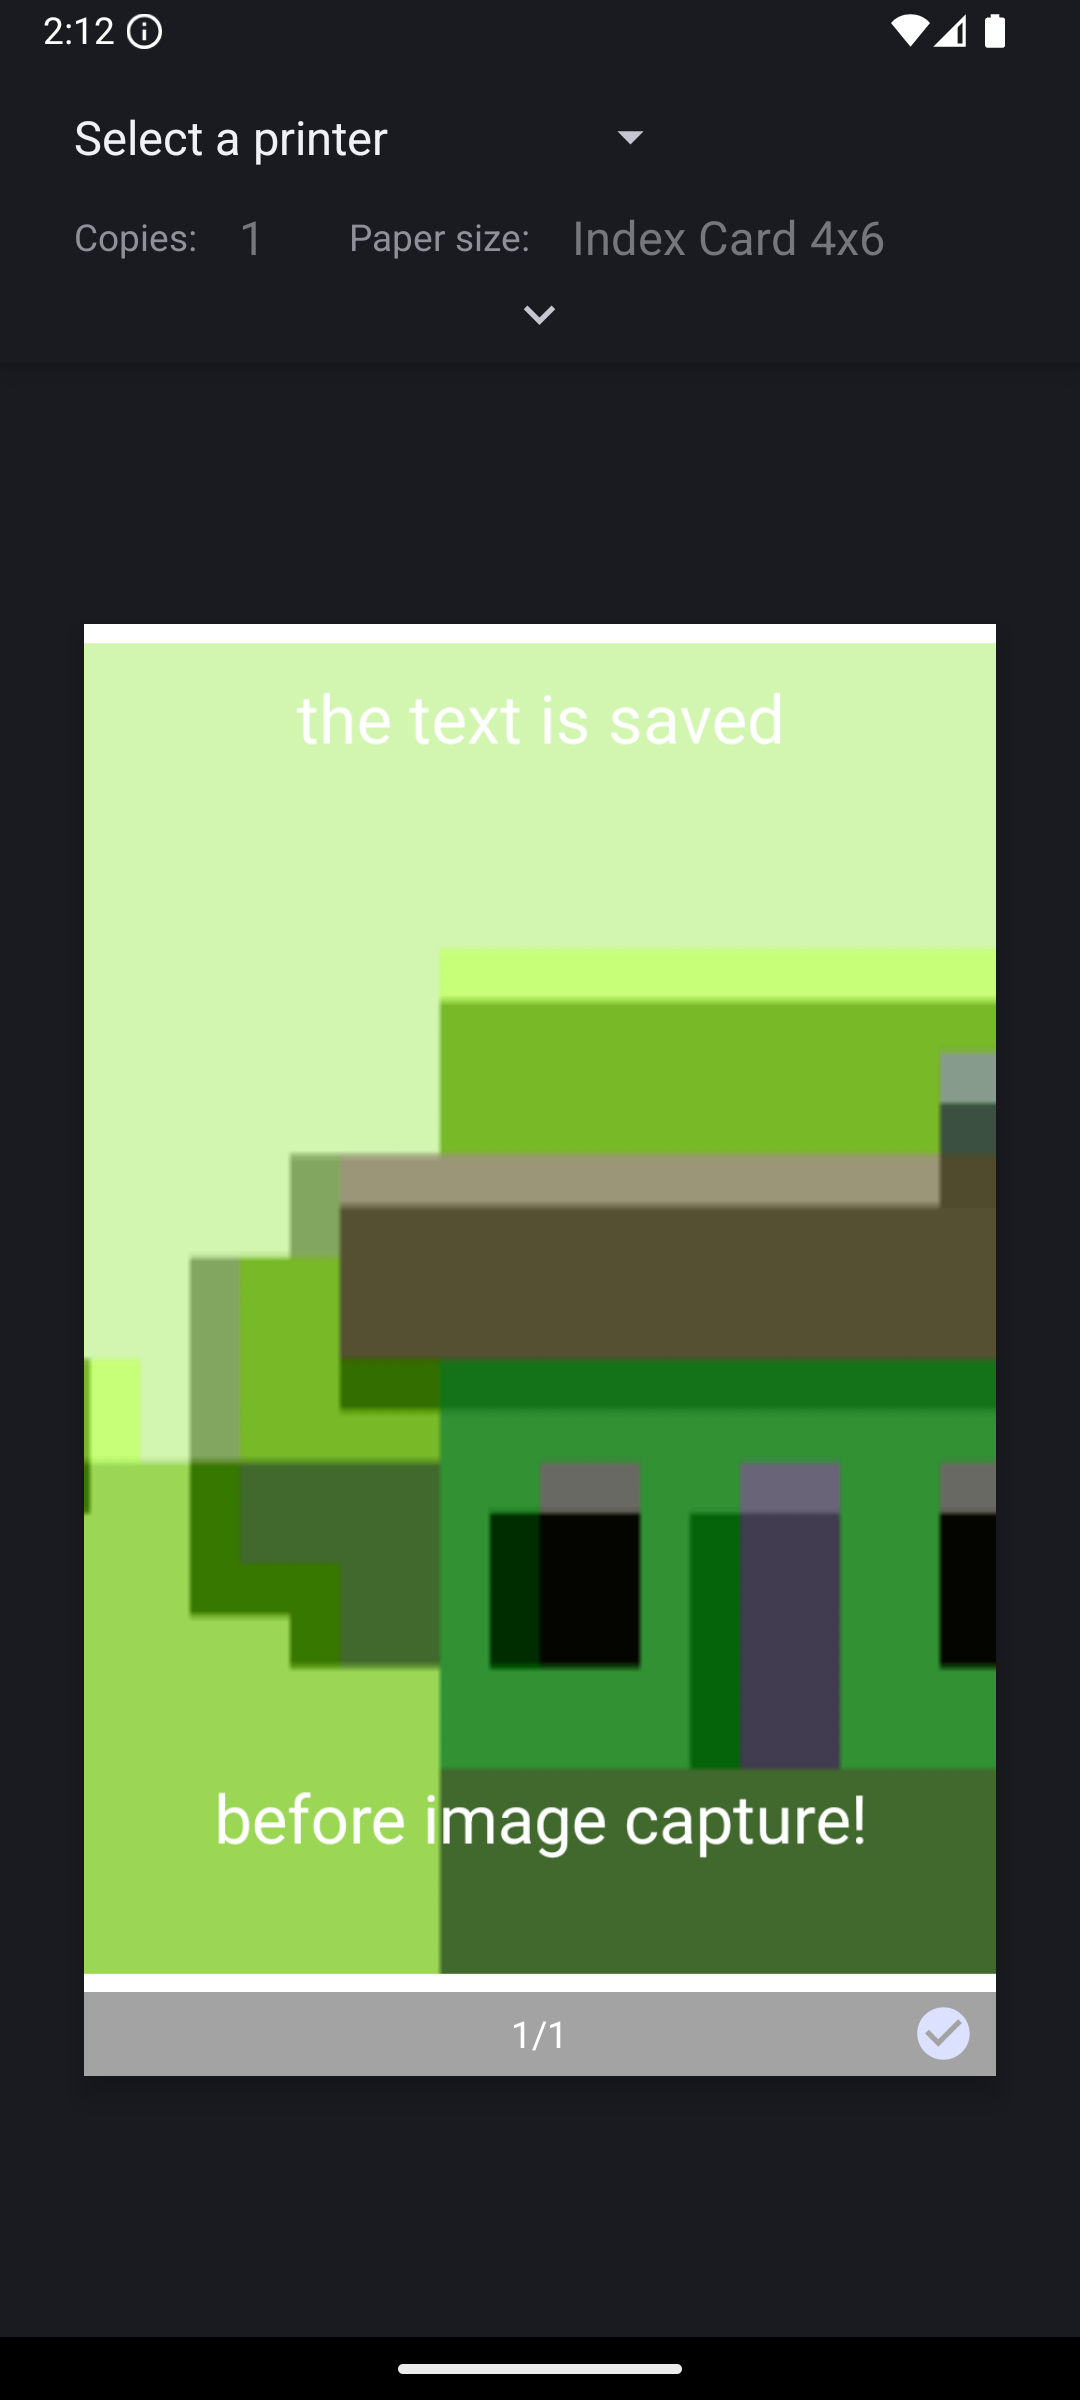 2:12
Select a printer
Copies: 1 Paper size: Index Card 4x6
the text is saved
before image capture!
1/1